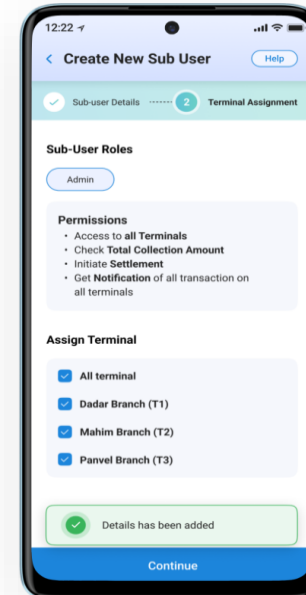 12:22
Create New Sub User
Help
Sub-user Details
2
Terminal Assignment
Sub-User Roles
Admin
Permissions
• Access to all Terminals
• Check Total Collection Amount
• Initiate Settlement
• Get Notification of all transaction on
all terminals
Assign Terminal
All terminal
Dadar Branch (T1)
Mahim Branch (T2)
Panvel Branch (T3)
Details has been added
Continue